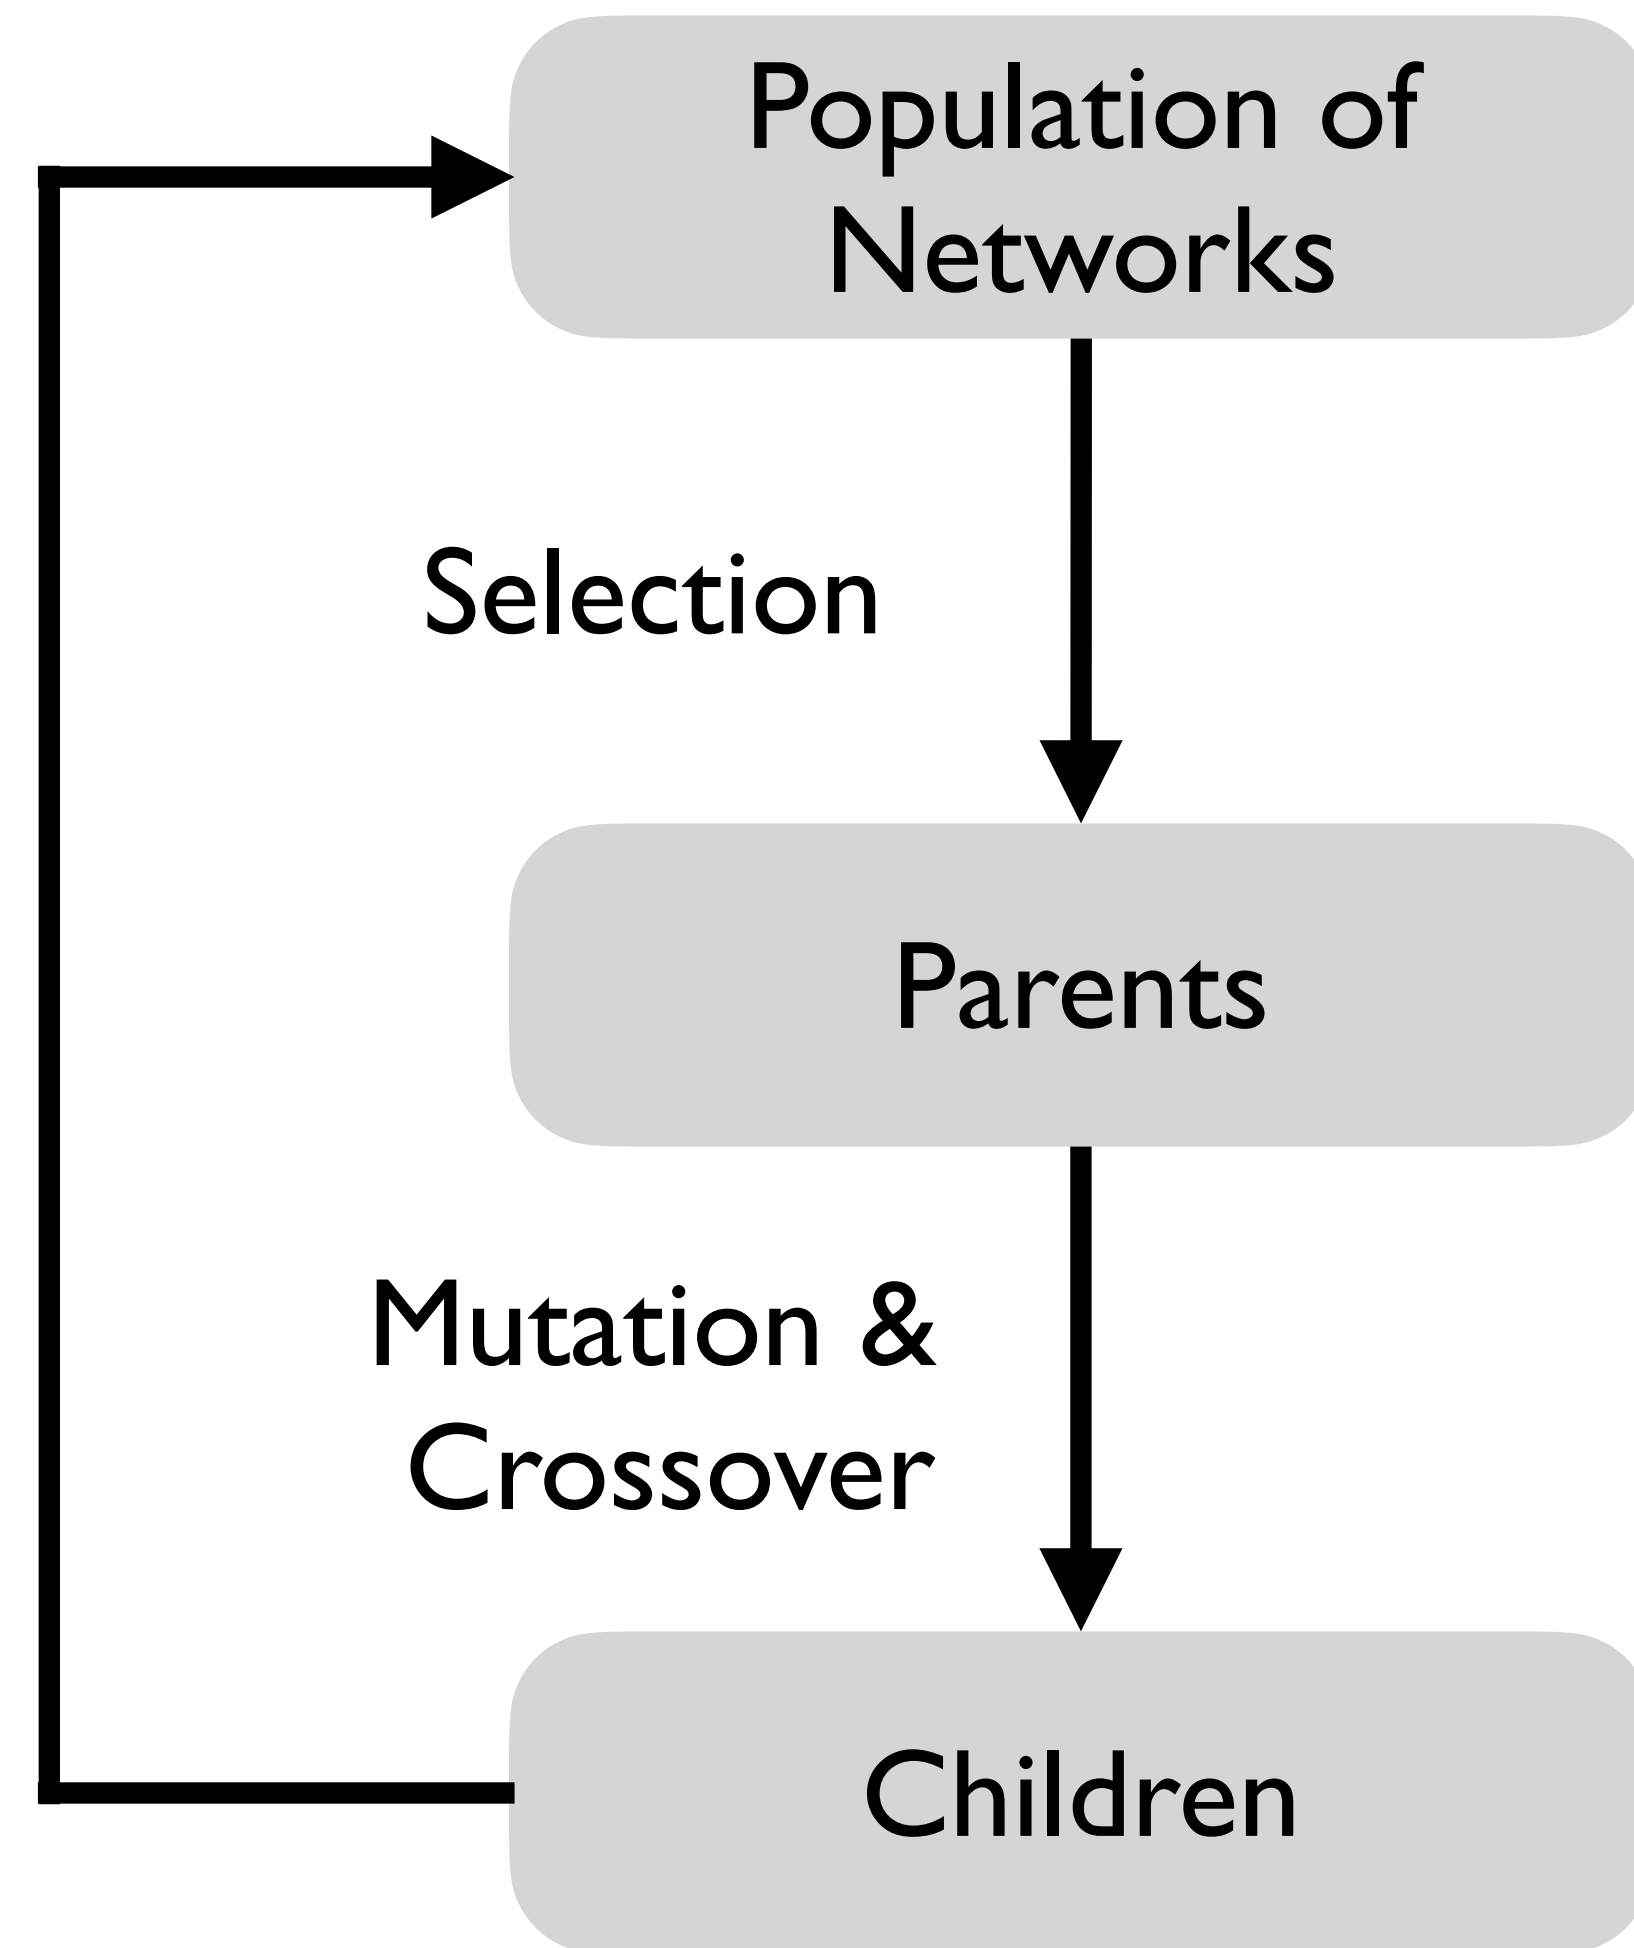 Population of
Networks
Selection
Parents
Mutation &
Crossover
Children